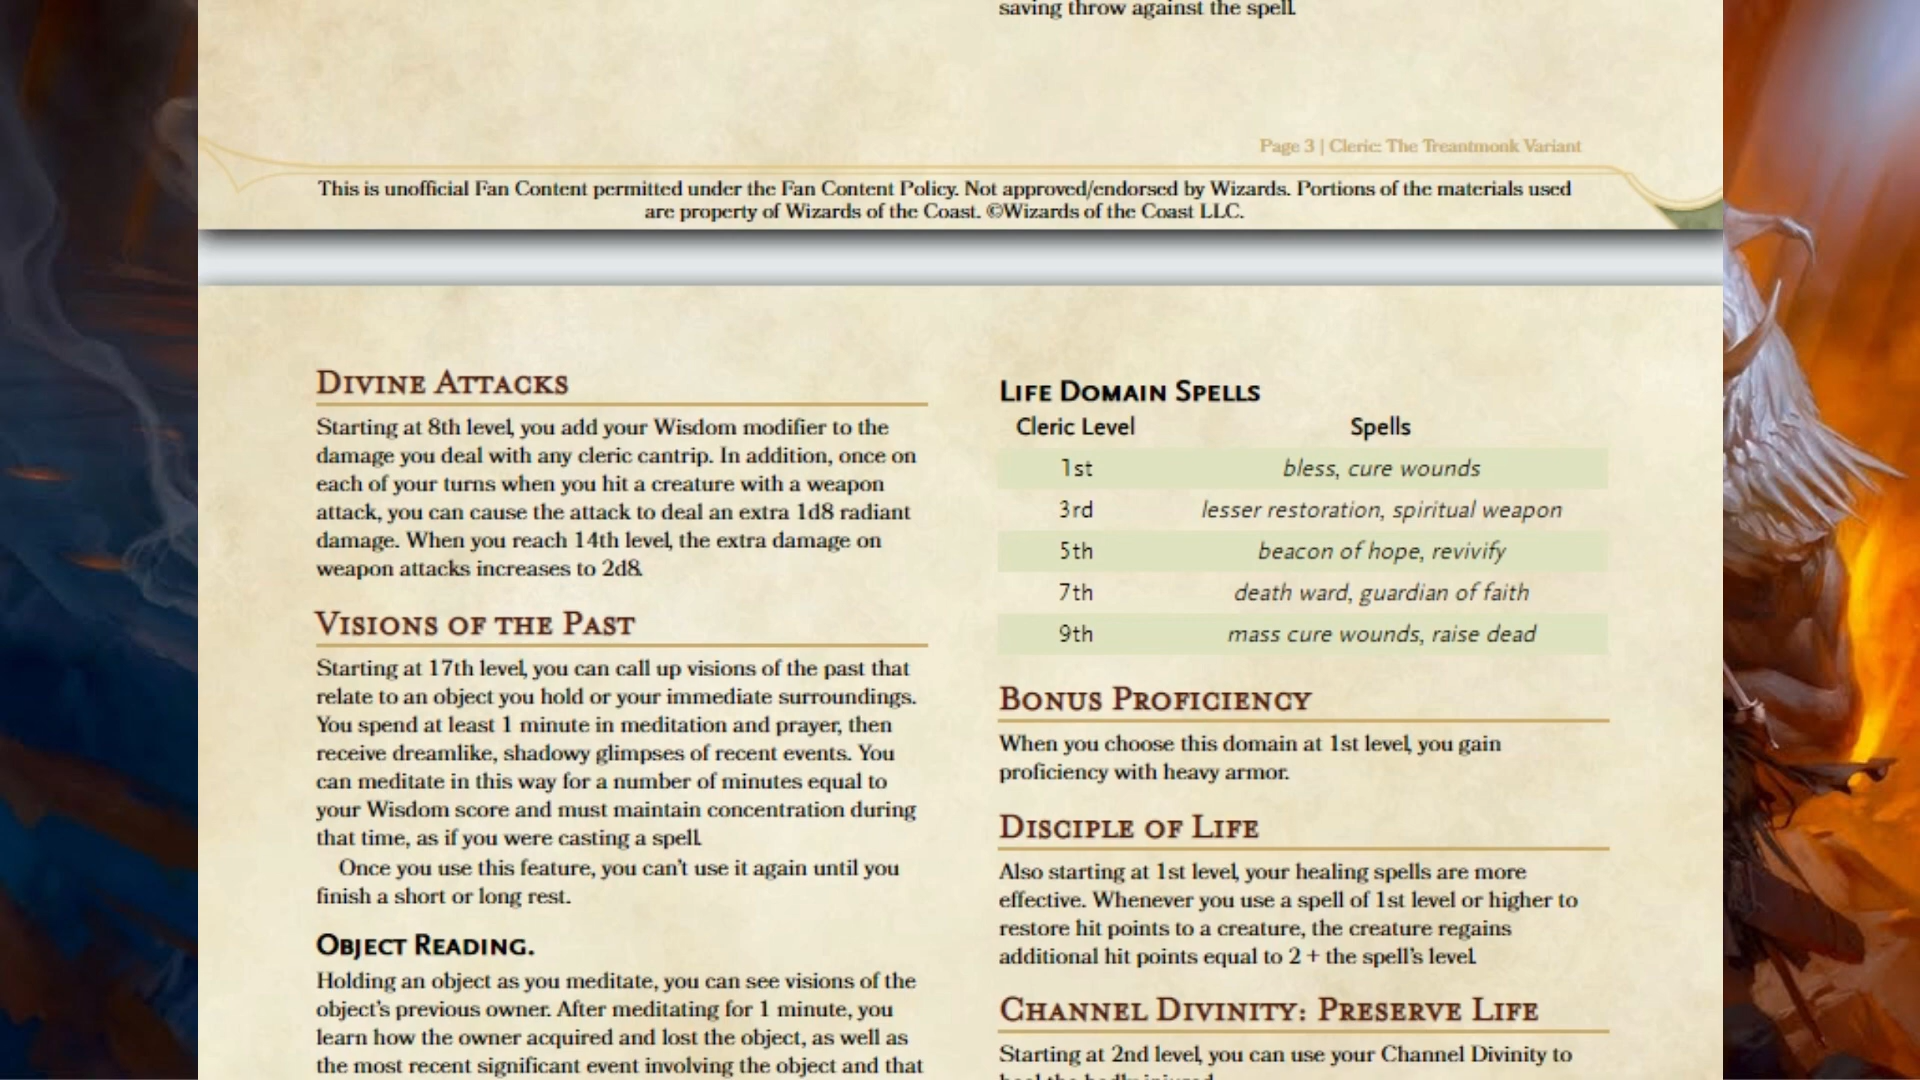 saving throw against the spell.
Page 3 | Cleric: The Treantmonk Variant
This is unofficial Fan Content permitted under the Fan Content Policy. Not approved/endorsed by Wizards. Portions of the materials used
are property of Wizards of the Coast. ©Wizards of the Coast LLC.
Divine Attacks
Starting at 8th level, you add your Wisdom modifier to the
damage you deal with any cleric cantrip. In addition, once on
each of your turns when you hit a creature with a weapon
attack, you can cause the attack to deal an extra 1d8 radiant
damage. When you reach 14th level, the extra damage on
weapon attacks increases to 2d8.
Visions of the Past
Starting at 17th level, you can call up visions of the past that
relate to an object you hold or your immediate surroundings.
You spend at least 1 minute in meditation and prayer, then
receive dreamlike, shadowy glimpses of recent events. You
can meditate in this way for a number of minutes equal to
your Wisdom score and must maintain concentration during
that time, as if you were casting a spell.
Once you use this feature, you can't use it again until you
finish a short or long rest.
Object Reading.
Holding an object as you meditate, you can see visions of the
object's previous owner. After meditating for 1 minute, you
learn how the owner acquired and lost the object, as well as
the most recent significant event involving the object and that
Life Domain Spells
Cleric Level Spells
1st bless, cure wounds
3rd lesser restoration, spiritual weapon
5th beacon of hope, revivify
7th death ward, guardian of faith
9th mass cure wounds, raise dead
Bonus Proficiency
When you choose this domain at 1st level, you gain
proficiency with heavy armor.
Disciple of Life
Also starting at 1st level, your healing spells are more
effective. Whenever you use a spell of 1st level or higher to
restore hit points to a creature, the creature regains
additional hit points equal to 2 + the spell's level.
Channel Divinity: Preserve Life
Starting at 2nd level, you can use your Channel Divinity to
heal the badly injured.